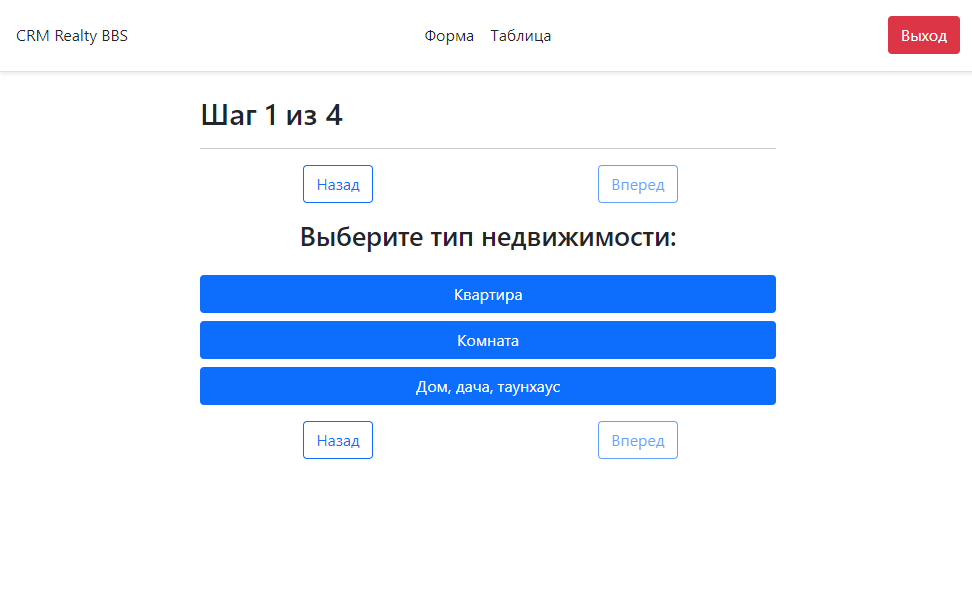 CRM Realty BBS Форма Таблица Выход
Шаг 1 из 4
Назад Вперед
Выберите тип недвижимости:
Квартира
Комната
Дом, дача, таунхаус
Назад Вперед